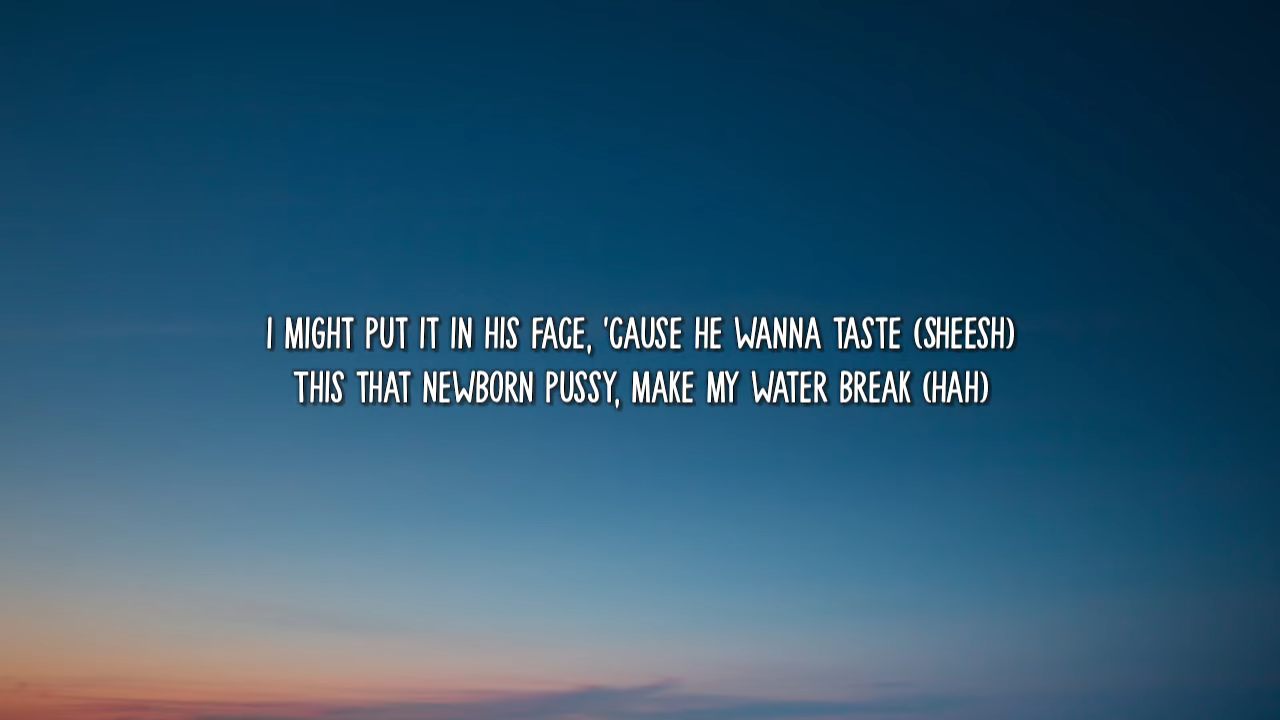 I MIGHT PUT IT IN HIS FACE, 'CAUSE HE WANNA TASTE (SHEESH)
THIS THAT NEWBORN PUSSY, MAKE MY WATER BREAK (HAH)